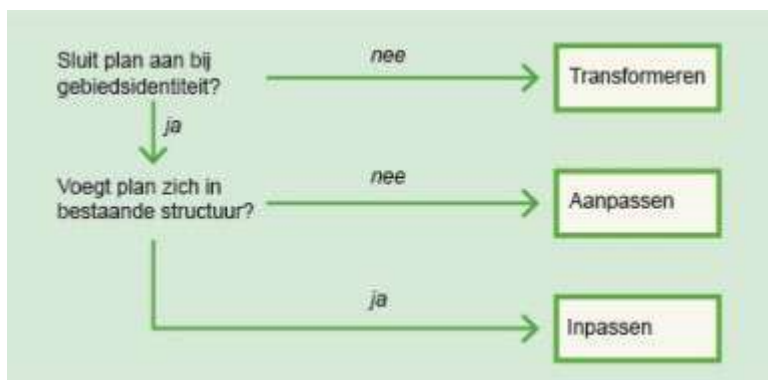 Sluit plan aan bij
gebiedsidentiteit?
nee
Transformeren
ja
Voegt plan zich in
bestaande structuur?
nee
Aanpassen
ja
Inpassen